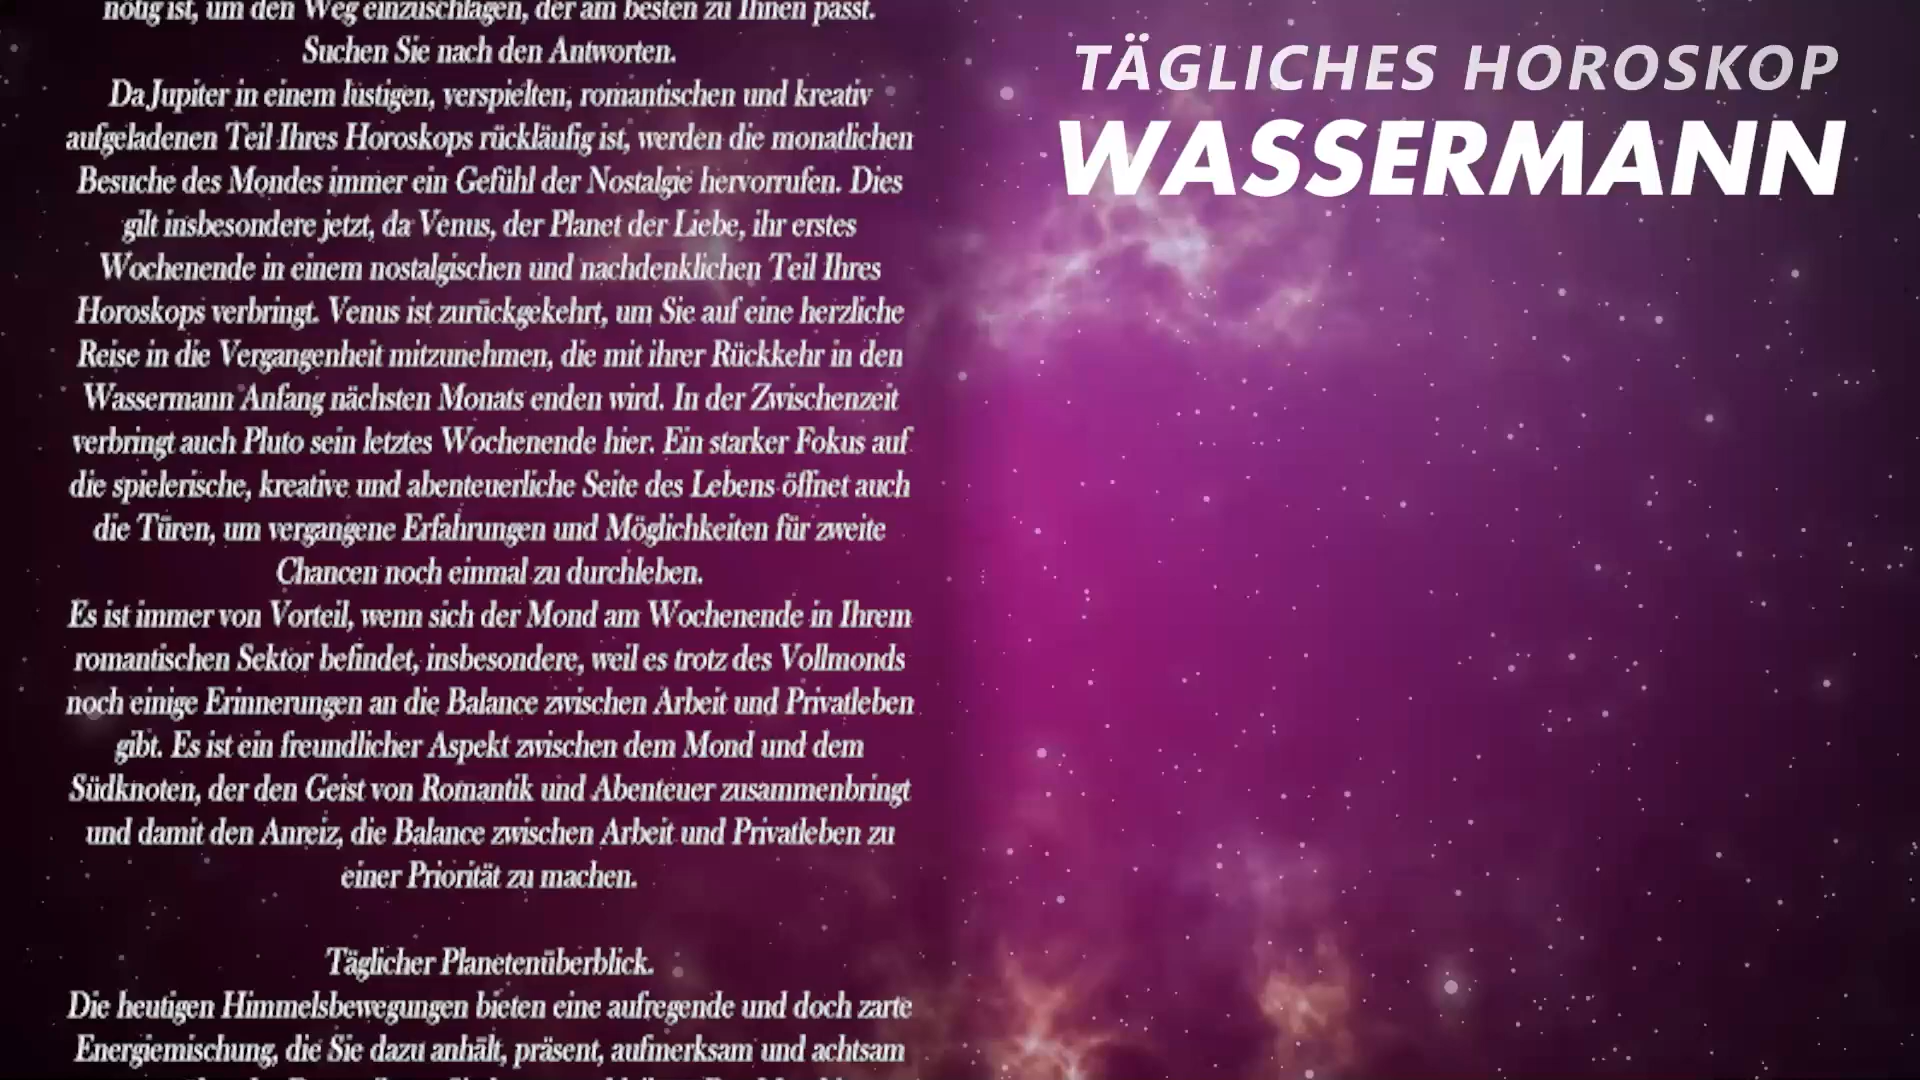 nötig ist, um den Weg einzuschlagen, der am besten zu Ihnen passt.
Suchen Sie nach den Antworten.
Da Jupiter in einem lustigen, verspielten, romantischen und kreativ
aufgeladenen Teil Ihres Horoskops rückläufig ist, werden die monatlichen
Besuche des Mondes immer ein Gefühl der Nostalgie hervorrufen. Dies
gilt insbesondere jetzt, da Venus, der Planet der Liebe, ihr erstes
Wochenende in einem nostalgischen und nachdenklichen Teil Ihres
Horoskops verbringt. Venus ist zurückgekehrt, um Sie auf eine herzliche
Reise in die Vergangenheit mitzunehmen, die mit ihrer Rückkehr in den
Wassermann Anfang nächsten Monats enden wird. In der Zwischenzeit
verbringt auch Pluto sein letztes Wochenende hier. Ein starker Fokus auf
die spielerische, kreative und abenteuerliche Seite des Lebens öffnet auch
die Türen, um vergangene Erfahrungen und Möglichkeiten für zweite
Chancen noch einmal zu durchleben.
Es ist immer von Vorteil, wenn sich der Mond am Wochenende in Ihrem
romantischen Sektor befindet, insbesondere, weil es trotz des Vollmonds
noch einige Erinnerungen an die Balance zwischen Arbeit und Privatleben
gibt. Es ist ein freundlicher Aspekt zwischen dem Mond und dem
Südknoten, der den Geist von Romantik und Abenteuer zusammenbringt
und damit den Anreiz, die Balance zwischen Arbeit und Privatleben zu
einer Priorität zu machen.
Täglicher Planetenüberblick.
Die heutigen Himmelsbewegungen bieten eine aufregende und doch zarte
Energiemischung, die Sie dazu anhält, präsent, aufmerksam und achtsam
TÄGLICHES HOROSKOP
WASSERMANN